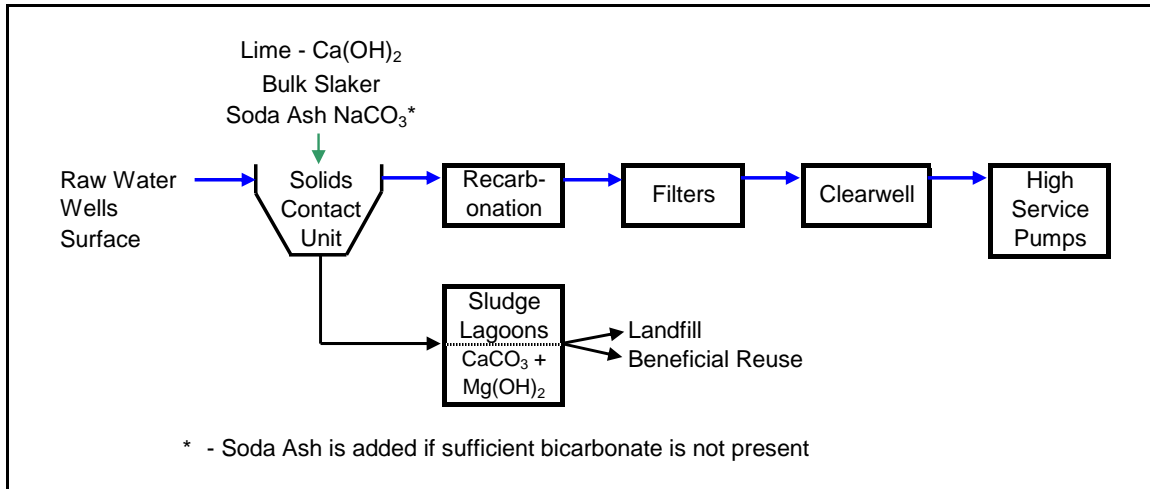 Lime - Ca(OH)₂
Bulk Slaker
Soda Ash NaCO₃*
Raw Water
Wells
Surface
Solids
Contact
Unit
Recarb-
onation
Filters
Clearwell
High
Service
Pumps
Sludge
Lagoons
CaCO₃ +
Mg(OH)₂
Landfill
Beneficial Reuse
* - Soda Ash is added if sufficient bicarbonate is not present